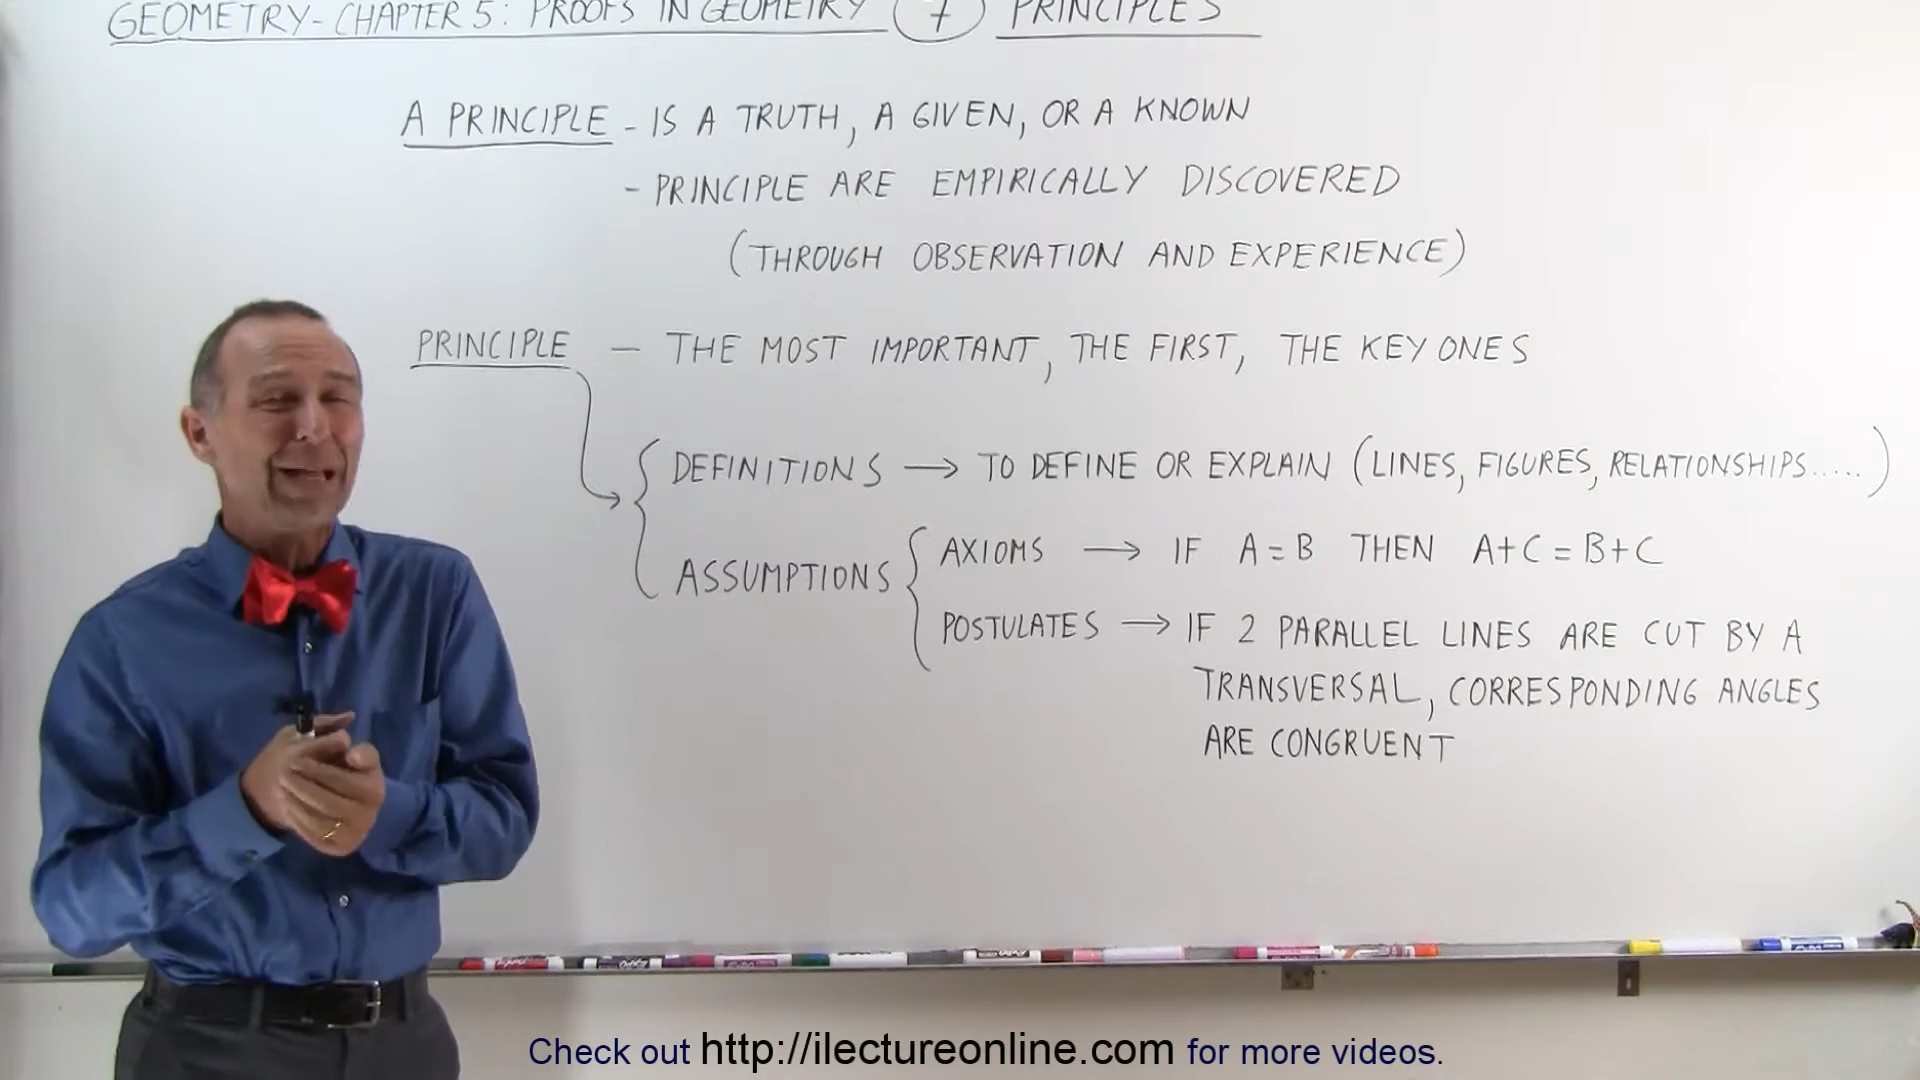 GEOMETRY - CHAPTER 5: PROOFS IN GEOMETRY 7 PRINCIPLES
A PRINCIPLE - IS A TRUTH, A GIVEN, OR A KNOWN
- PRINCIPLE ARE EMPIRICALLY DISCOVERED
(THROUGH OBSERVATION AND EXPERIENCE)
PRINCIPLE - THE MOST IMPORTANT, THE FIRST, THE KEY ONES
DEFINITIONS → TO DEFINE OR EXPLAIN (LINES, FIGURES, RELATIONSHIPS.....)
ASSUMPTIONS
AXIOMS → IF A = B THEN A+C = B+C
POSTULATES → IF 2 PARALLEL LINES ARE CUT BY A
TRANSVERSAL, CORRESPONDING ANGLES
ARE CONGRUENT
Check out http://ilectureonline.com for more videos.